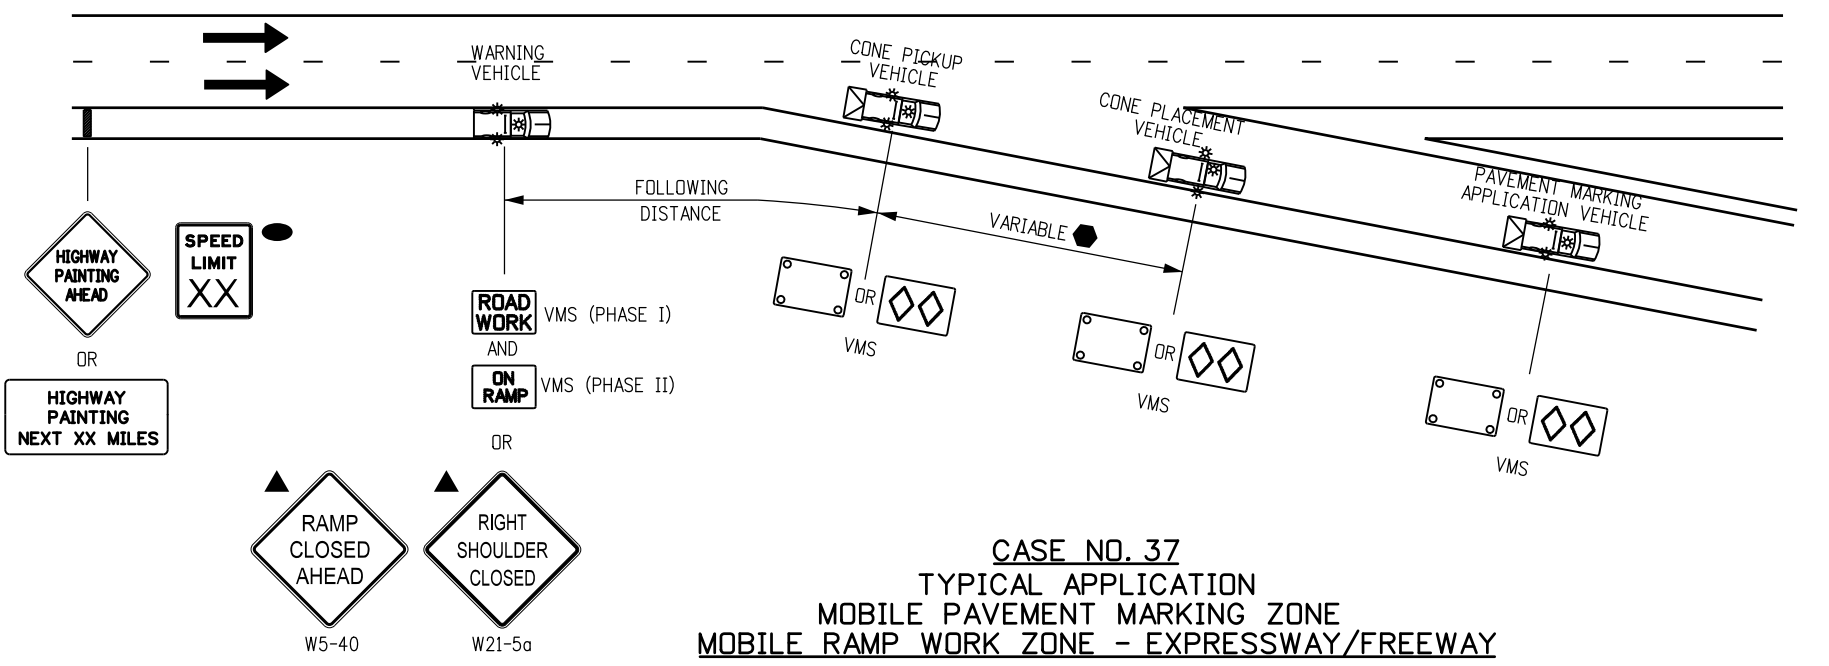 WARNING
VEHICLE
CONE PICKUP
VEHICLE
CONE PLACEMENT
VEHICLE
PAVEMENT MARKING
APPLICATION VEHICLE
FOLLOWING
DISTANCE
VARIABLE
HIGHWAY
PAINTING
AHEAD
SPEED
LIMIT
XX
OR
HIGHWAY
PAINTING
NEXT XX MILES
ROAD
WORK
VMS (PHASE I)
AND
ON
RAMP
VMS (PHASE II)
OR
RAMP
CLOSED
AHEAD
W5-40
RIGHT
SHOULDER
CLOSED
W21-5a
OR
VMS
OR
VMS
OR
VMS
CASE NO. 37
TYPICAL APPLICATION
MOBILE PAVEMENT MARKING ZONE
MOBILE RAMP WORK ZONE - EXPRESSWAY/FREEWAY